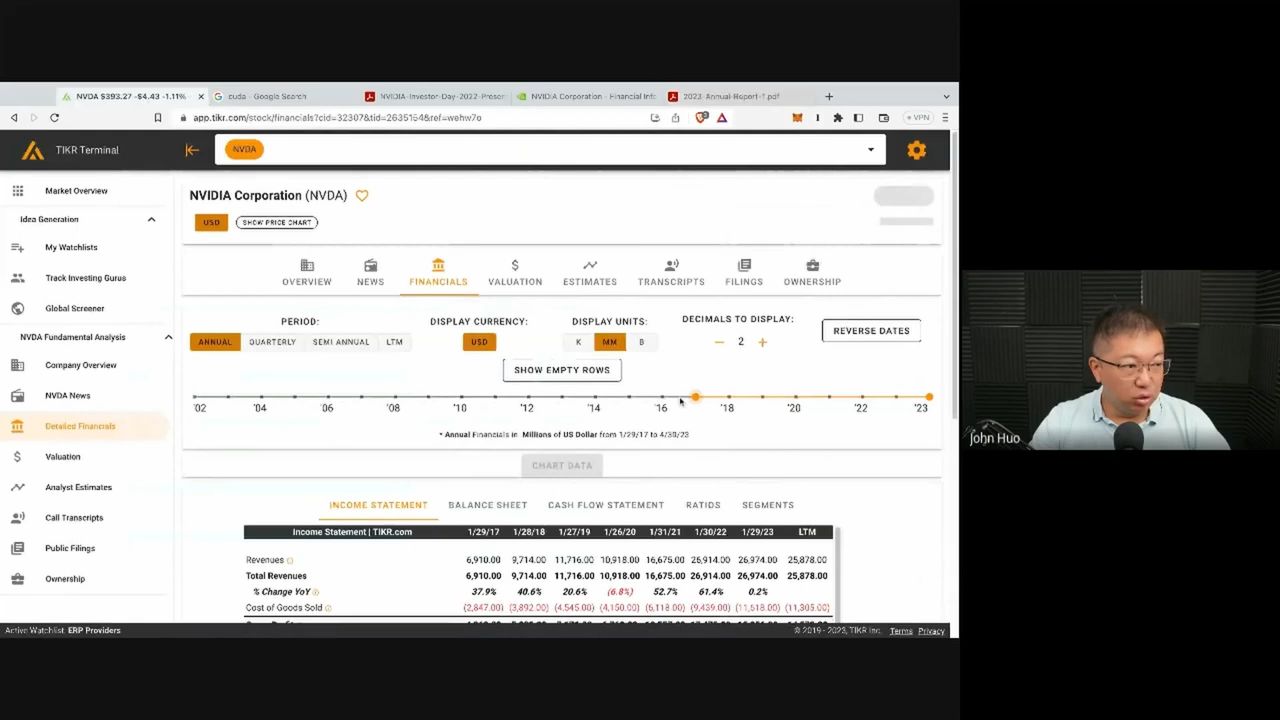 NVDA $393.27 -$4.43 -1.11%
cuda - Google Search
NVIDIA-Investor-Day-2022-Presen
NVIDIA Corporation - Financial Info
2023-Annual-Report-1.pdf
app.tikr.com/stock/financials?cid=32307&tid=2635154&ref=wehw7o
VPN
TIKR Terminal
NVDA
Market Overview
Idea Generation
My Watchlists
Track Investing Gurus
Global Screener
NVDA Fundamental Analysis
Company Overview
NVDA News
Detailed Financials
Valuation
Analyst Estimates
Call Transcripts
Public Filings
Ownership
NVIDIA Corporation (NVDA)
USD SHOW PRICE CHART
OVERVIEW NEWS FINANCIALS VALUATION ESTIMATES TRANSCRIPTS FILINGS OWNERSHIP
PERIOD: DISPLAY CURRENCY: DISPLAY UNITS: DECIMALS TO DISPLAY:
REVERSE DATES
ANNUAL QUARTERLY SEMI ANNUAL LTM USD K MM B 2
SHOW EMPTY ROWS
'02 '04 '06 '08 '10 '12 '14 '16 '18 '20 '22 '23
* Annual Financials in Millions of US Dollar from 1/29/17 to 4/30/23
CHART DATA
INCOME STATEMENT BALANCE SHEET CASH FLOW STATEMENT RATIOS SEGMENTS
Income Statement | TIKR.com 1/29/17 1/28/18 1/27/19 1/26/20 1/31/21 1/30/22 1/29/23 LTM
Revenues 6,910.00 9,714.00 11,716.00 10,918.00 16,675.00 26,914.00 26,974.00 25,878.00
Total Revenues 6,910.00 9,714.00 11,716.00 10,918.00 16,675.00 26,914.00 26,974.00 25,878.00
% Change YoY 37.9% 40.6% 20.6% (6.8%) 52.7% 61.4% 0.2%
Cost of Goods Sold (2,847.00) (3,892.00) (4,545.00) (4,150.00) (6,118.00) (9,439.00) (11,618.00) (11,305.00)
Active Watchlist: ERP Providers
© 2019 - 2023, TIKR Inc. Terms Privacy
John Huo